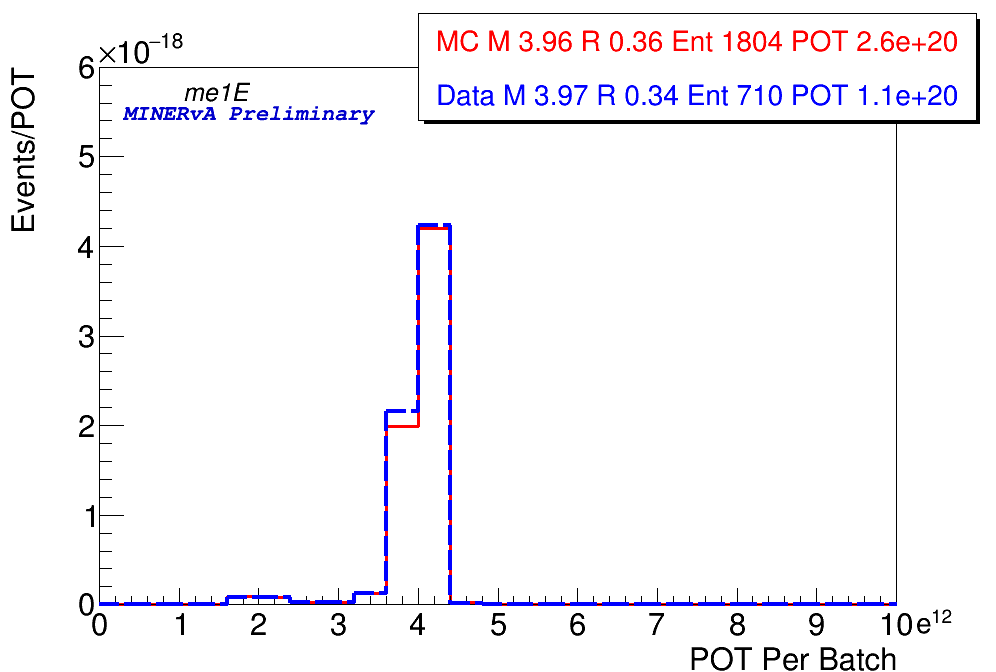 MC M 3.96 R 0.36 Ent 1804 POT 2.6e+20
Data M 3.97 R 0.34 Ent 710 POT 1.1e+20
×10⁻¹⁸
me1E
MINERvA Preliminary
Events/POT
6
5
4
3
2
1
0
0 1 2 3 4 5 6 7 8 9 10 e¹²
POT Per Batch